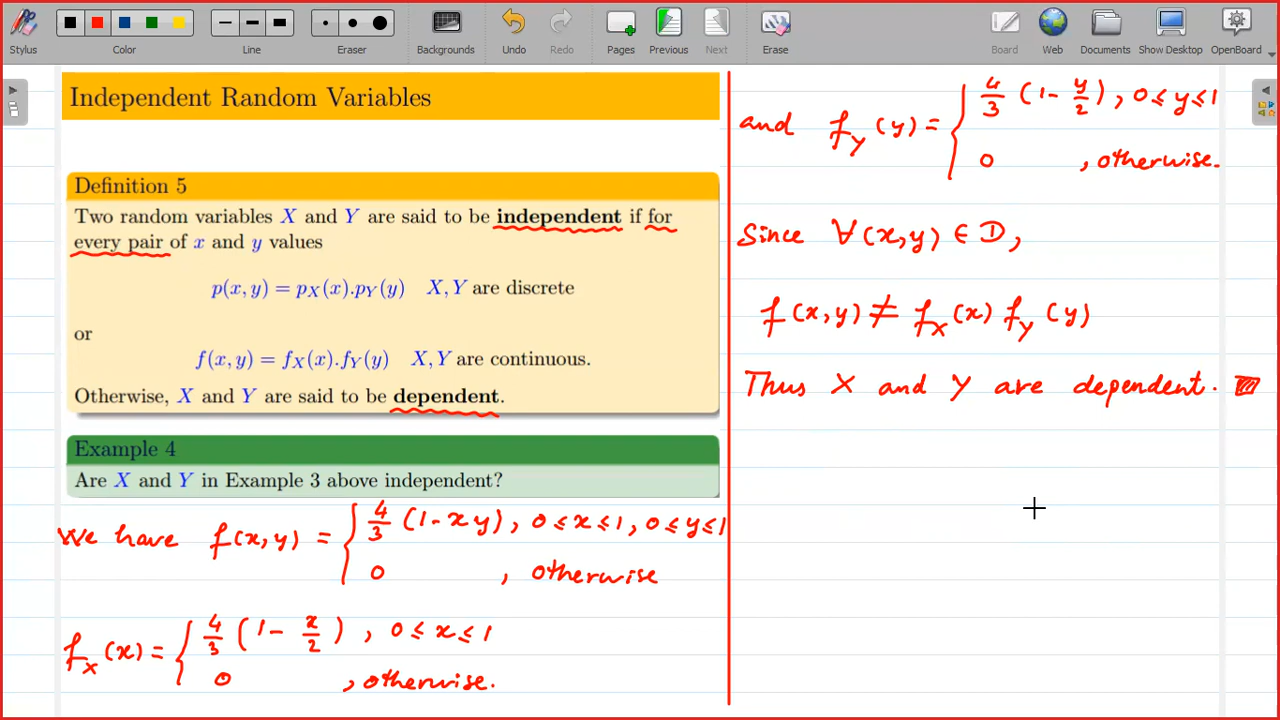 Stylus Color Line Eraser Backgrounds Undo Redo Pages Previous Next Erase Board Web Documents Show Desktop OpenBoard
Independent Random Variables
Definition 5
Two random variables X and Y are said to be independent if for
every pair of x and y values
p(x, y) = p_X(x).p_Y(y) X, Y are discrete
or
f(x, y) = f_X(x).f_Y(y) X, Y are continuous.
Otherwise, X and Y are said to be dependent.
Example 4
Are X and Y in Example 3 above independent?
We have f(x,y) = { 4/3 (1-xy), 0≤x≤1, 0≤y≤1
0 , otherwise
f_X(x) = { 4/3 (1- x/2), 0≤x≤1
0 , otherwise.
and f_Y(y) = { 4/3 (1- y/2), 0≤y≤1
0 , otherwise.
Since ∀(x,y) ∈ D,
f(x,y) ≠ f_X(x) f_Y(y)
Thus X and Y are dependent.